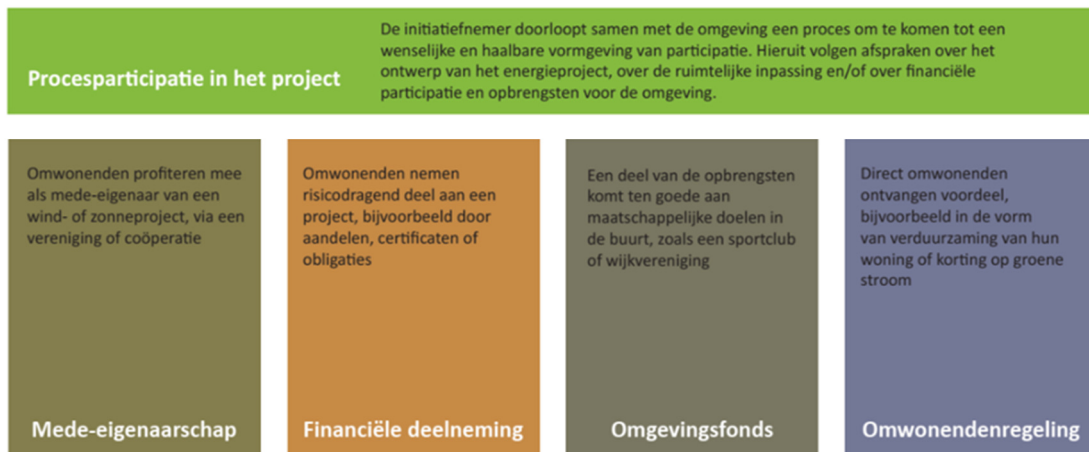 Procesparticipatie in het project
De initiatiefnemer doorloopt samen met de omgeving een proces om te komen tot een
wenselijke en haalbare vormgeving van participatie. Hieruit volgen afspraken over het
ontwerp van het energieproject, over de ruimtelijke inpassing en/of over financiële
participatie en opbrengsten voor de omgeving.
Omwonenden profiteren mee
als mede-eigenaar van een
wind- of zonneproject, via een
vereniging of coöperatie
Mede-eigenaarschap
Omwonenden nemen
risicodragend deel aan een
project, bijvoorbeeld door
aandelen, certificaten of
obligaties
Financiële deelneming
Een deel van de opbrengsten
komt ten goede aan
maatschappelijke doelen in
de buurt, zoals een sportclub
of wijkvereniging
Omgevingsfonds
Direct omwonenden
ontvangen voordeel,
bijvoorbeeld in de vorm
van verduurzaming van hun
woning of korting op groene
stroom
Omwonendenregeling